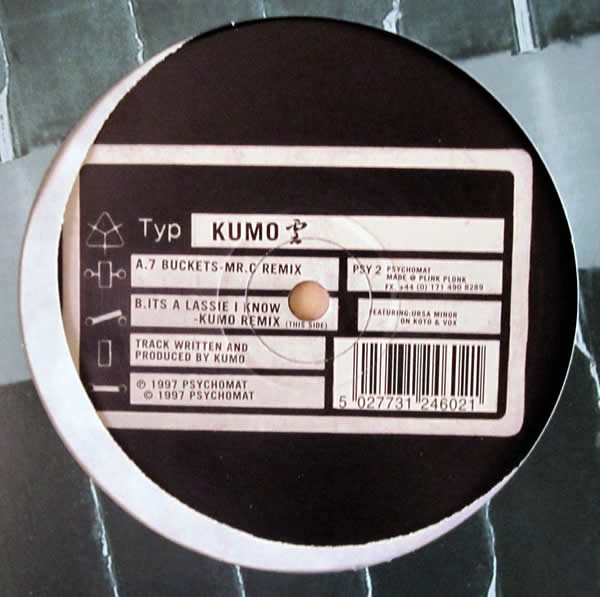 Typ KUMO
A.7 BUCKETS-MR.C REMIX
B.ITS A LASSIE I KNOW
-KUMO REMIX (THIS SIDE)
TRACK WRITTEN AND
PRODUCED BY KUMO
℗ 1997 PSYCHOMAT
© 1997 PSYCHOMAT
PSY 2 PSYCHOMAT
MADE @ PLINK PLONK
FX. +44 (0) 171 490 8289
FEATURING:URSA MINOR
ON KOTO & VOX
5 027731 246021